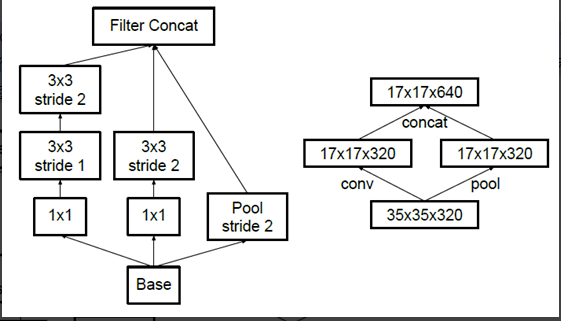 Filter Concat
3x3
stride 2
3x3
stride 1
3x3
stride 2
1x1
1x1
Pool
stride 2
Base
17x17x640
concat
17x17x320
17x17x320
conv
pool
35x35x320